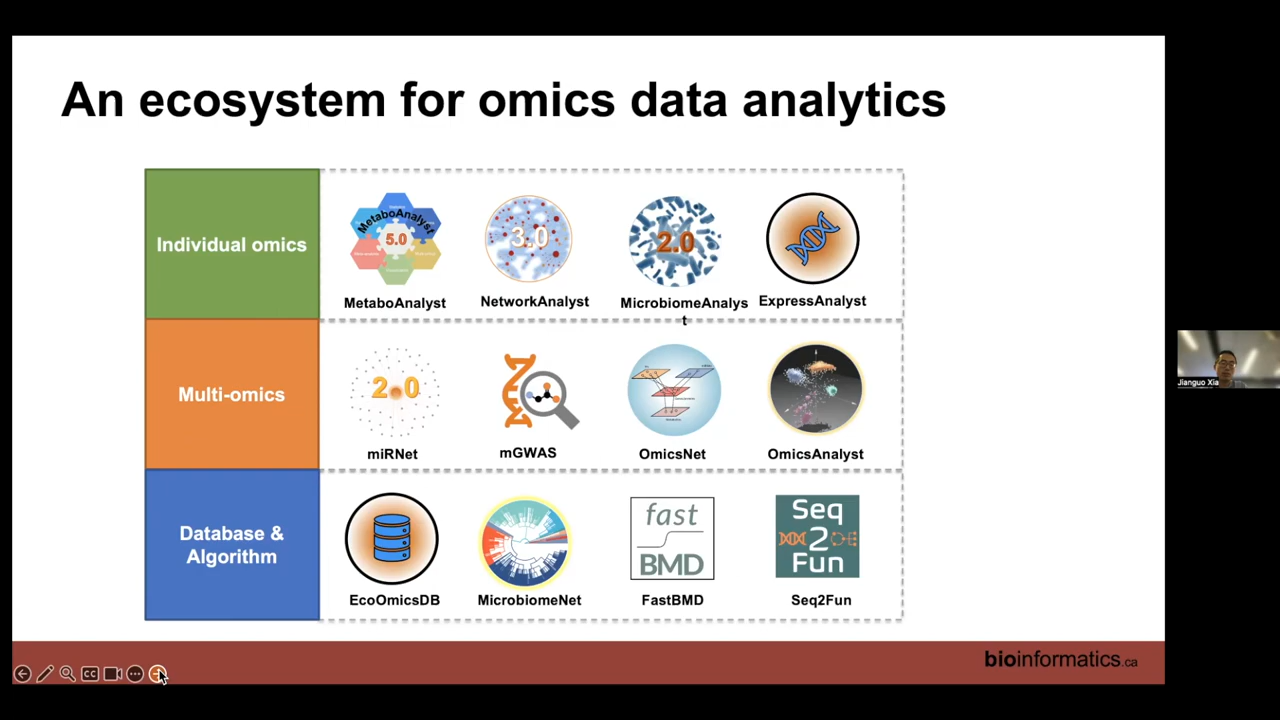 An ecosystem for omics data analytics
Individual omics
MetaboAnalyst
5.0
MetaboAnalyst
3.0
NetworkAnalyst
2.0
MicrobiomeAnalys
t
ExpressAnalyst
Multi-omics
2 0
miRNet
mGWAS
OmicsNet
OmicsAnalyst
Database &
Algorithm
EcoOmicsDB
MicrobiomeNet
fast
BMD
FastBMD
Seq
2
Fun
Seq2Fun
bioinformatics.ca
CC
Jianguo Xia